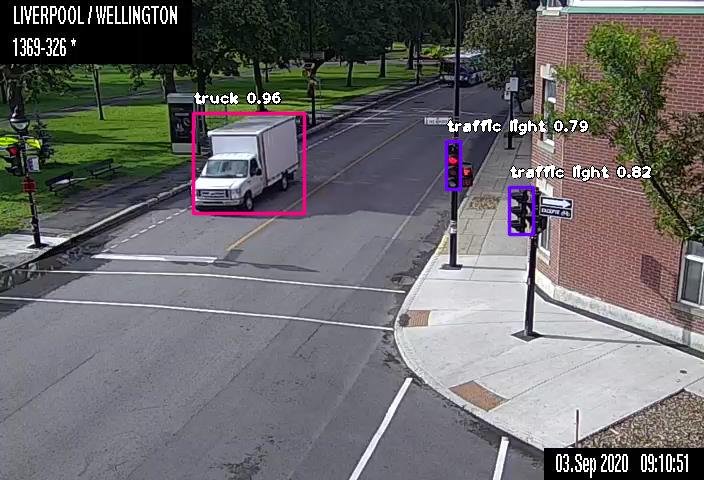 LIVERPOOL / WELLINGTON
1369-326 *
truck 0.96
traffic light 0.79
traffic light 0.82
EXCEPTÉ
03.Sep 2020 09:10:51